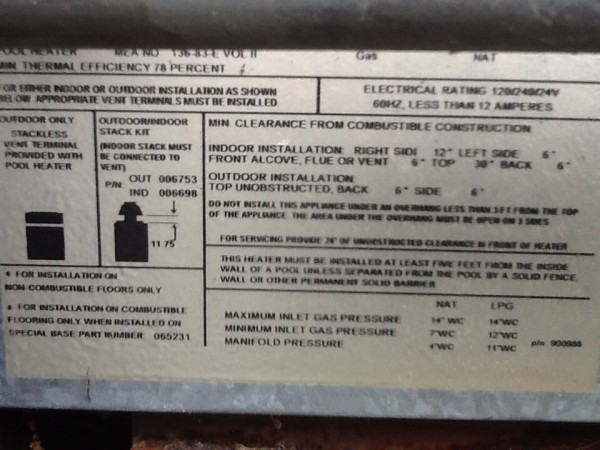 POOL HEATER MEA NO 136-83-E VOL II Gas NAT
MIN THERMAL EFFICIENCY 78 PERCENT
FOR EITHER INDOOR OR OUTDOOR INSTALLATION AS SHOWN
BELOW APPROPRIATE VENT TERMINALS MUST BE INSTALLED
ELECTRICAL RATING 120/240/24V
60HZ, LESS THAN 12 AMPERES
OUTDOOR ONLY
STACKLESS
VENT TERMINAL
PROVIDED WITH
POOL HEATER
OUTDOOR/INDOOR
STACK KIT
(INDOOR STACK MUST
BE CONNECTED TO
VENT)
P/N OUT 006753
IND 006698
11 75
MIN CLEARANCE FROM COMBUSTIBLE CONSTRUCTION
INDOOR INSTALLATION: RIGHT SIDE 12" LEFT SIDE 6"
FRONT ALCOVE, FLUE OR VENT 6" TOP 30" BACK 6"
OUTDOOR INSTALLATION:
TOP UNOBSTRUCTED, BACK 6" SIDE 6"
DO NOT INSTALL THIS APPLIANCE UNDER AN OVERHANG LESS THAN 3 FT FROM THE TOP
OF THE APPLIANCE. THE AREA UNDER THE OVERHANG MUST BE OPEN ON 3 SIDES
FOR SERVICING PROVIDE 24" OF UNOBSTRUCTED CLEARANCE IN FRONT OF HEATER
THIS HEATER MUST BE INSTALLED AT LEAST FIVE FEET FROM THE INSIDE
WALL OF A POOL UNLESS SEPARATED FROM THE POOL BY A SOLID FENCE,
WALL OR OTHER PERMANENT SOLID BARRIER
* FOR INSTALLATION ON
NON-COMBUSTIBLE FLOORS ONLY
* FOR INSTALLATION ON COMBUSTIBLE
FLOORING ONLY WHEN INSTALLED ON
SPECIAL BASE PART NUMBER 065231
NAT LPG
MAXIMUM INLET GAS PRESSURE 14" WC 14"WC
MINIMUM INLET GAS PRESSURE 7"WC 12"WC
MANIFOLD PRESSURE 4"WC 11"WC p/n 900986